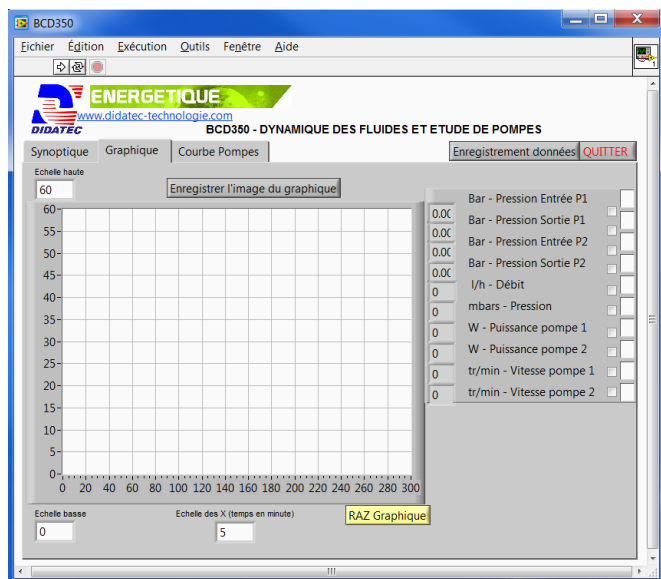 BCD350
Fichier Édition Exécution Outils Fenêtre Aide
1
ENERGETIQUE
www.didatec-technologie.com
DIDATEC
BCD350 - DYNAMIQUE DES FLUIDES ET ETUDE DE POMPES
Synoptique Graphique Courbe Pompes Enregistrement données QUITTER
Echelle haute
60
Enregistrer l'image du graphique
60
55
50
45
40
35
30
25
20
15
10
5
0
0 20 40 60 80 100 120 140 160 180 200 220 240 260 280 300
0.00 Bar - Pression Entrée P1
0.00 Bar - Pression Sortie P1
0.00 Bar - Pression Entrée P2
0.00 Bar - Pression Sortie P2
0 l/h - Débit
0 mbars - Pression
0 W - Puissance pompe 1
0 W - Puissance pompe 2
0 tr/min - Vitesse pompe 1
0 tr/min - Vitesse pompe 2
Echelle basse
0
Echelle des X (temps en minute)
5
RAZ Graphique